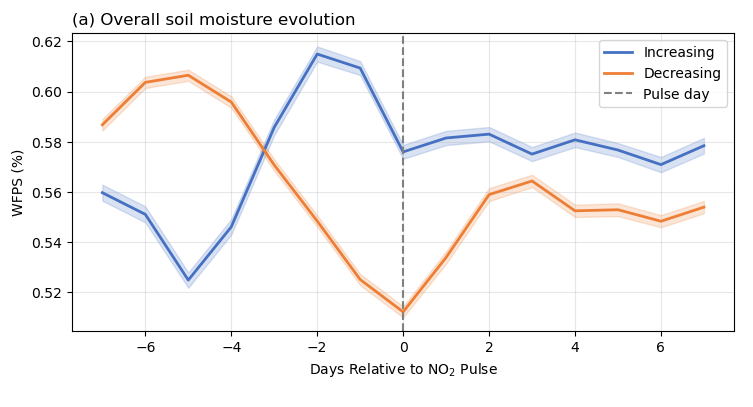 (a) Overall soil moisture evolution
0.62
0.60
0.58
0.56
0.54
0.52
WFPS (%)
Increasing
Decreasing
Pulse day
−6
−4
−2
0
2
4
6
Days Relative to NO₂ Pulse